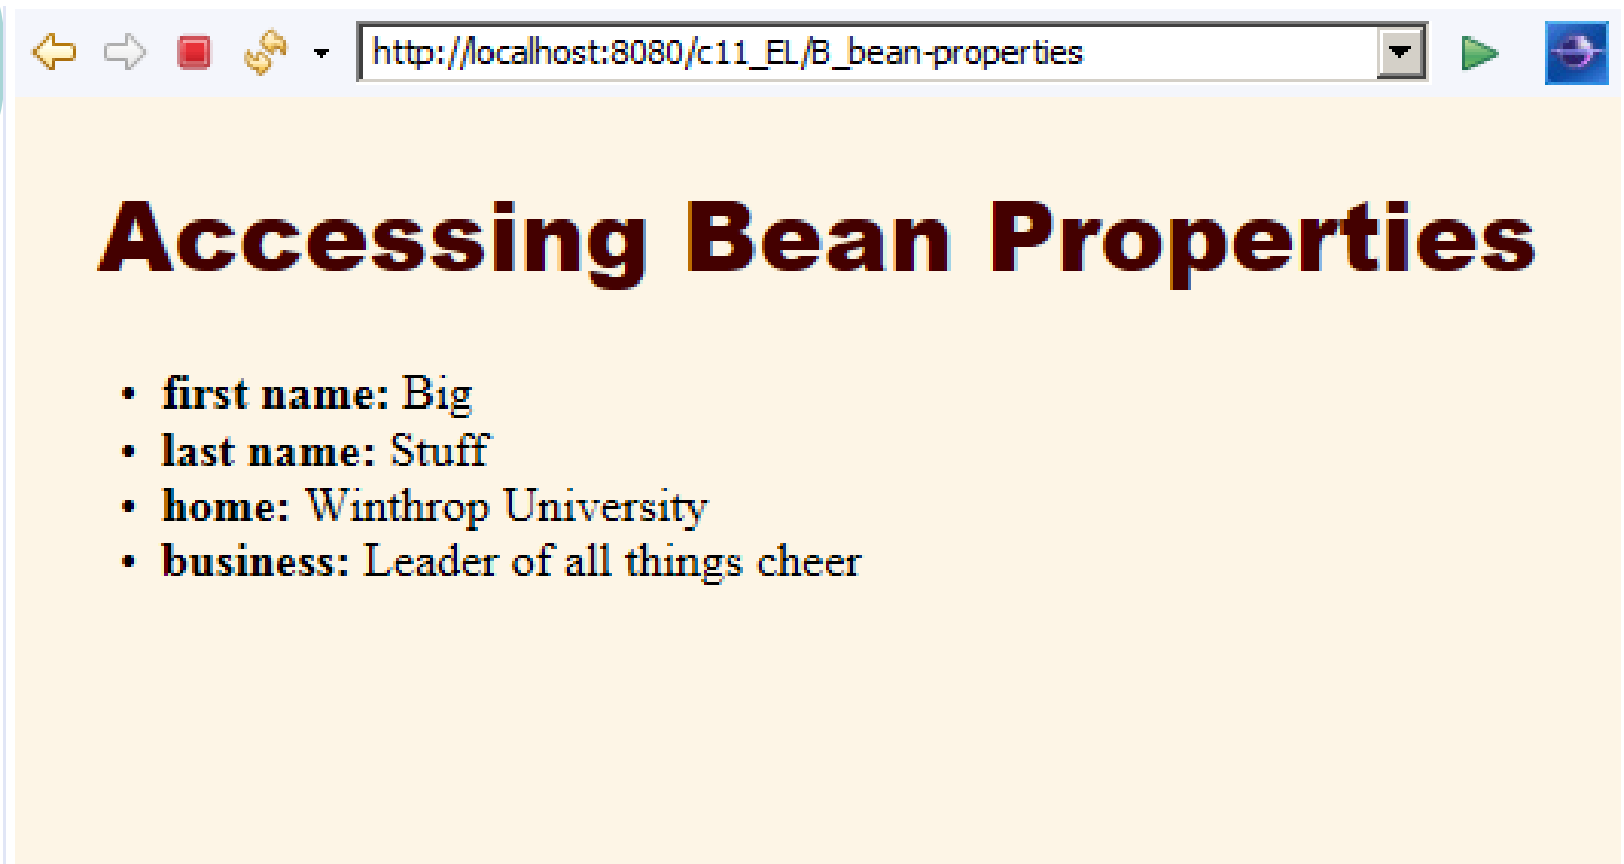 http://localhost:8080/c11_EL/B_bean-properties
Accessing Bean Properties
• first name: Big
• last name: Stuff
• home: Winthrop University
• business: Leader of all things cheer